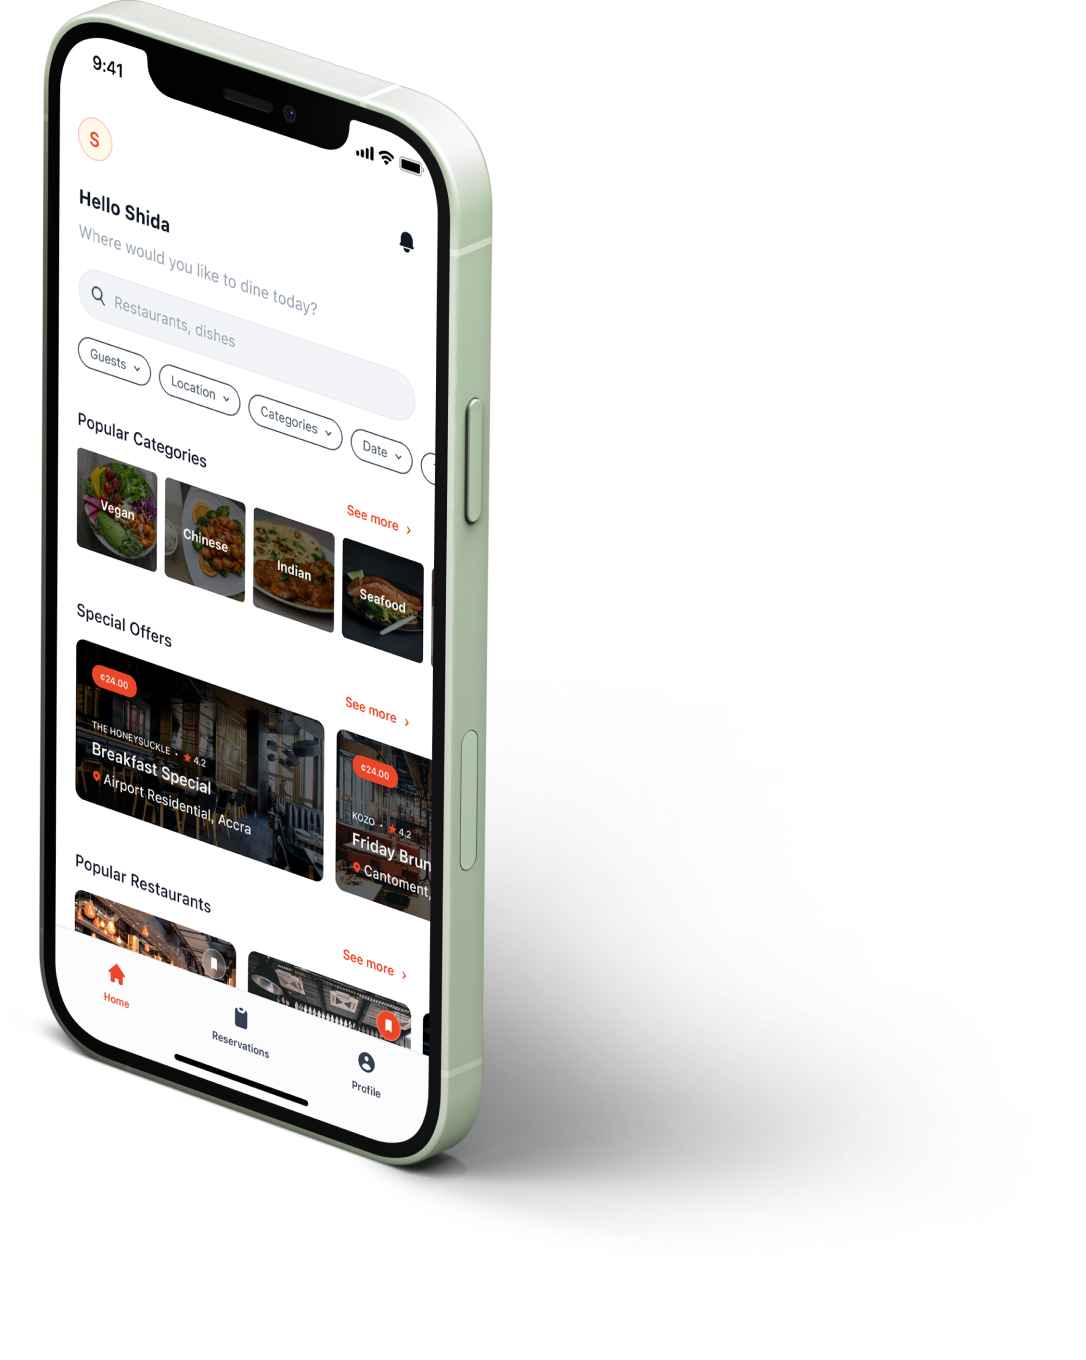 9:41
S
Hello Shida
Where would you like to dine today?
Restaurants, dishes
Guests
Location
Categories
Date
Popular Categories
See more
Vegan
Chinese
Indian
Seafood
Special Offers
See more
¢24.00
THE HONEYSUCKLE • ★ 4.2
Breakfast Special
Airport Residential, Accra
¢24.00
KOZO • ★ 4.2
Friday Brun
Cantoment,
Popular Restaurants
See more
Home
Reservations
Profile